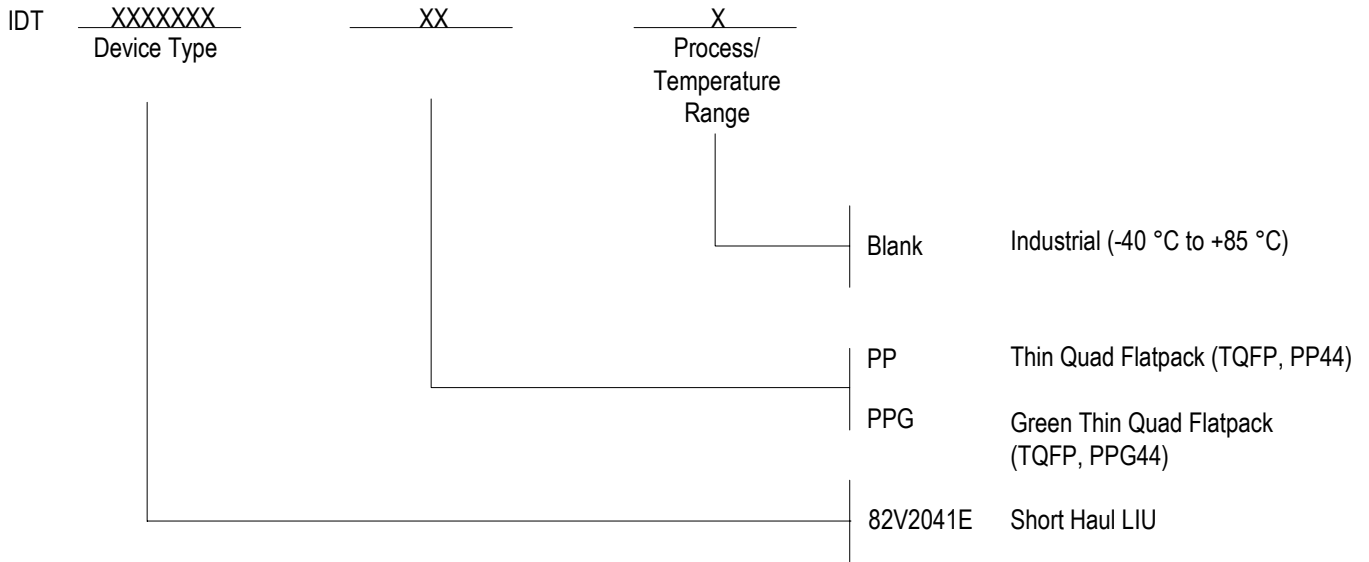 IDT XXXXXXX XX X
Device Type
Process/
Temperature
Range
Blank Industrial (-40 °C to +85 °C)
PP Thin Quad Flatpack (TQFP, PP44)
PPG Green Thin Quad Flatpack
(TQFP, PPG44)
82V2041E Short Haul LIU